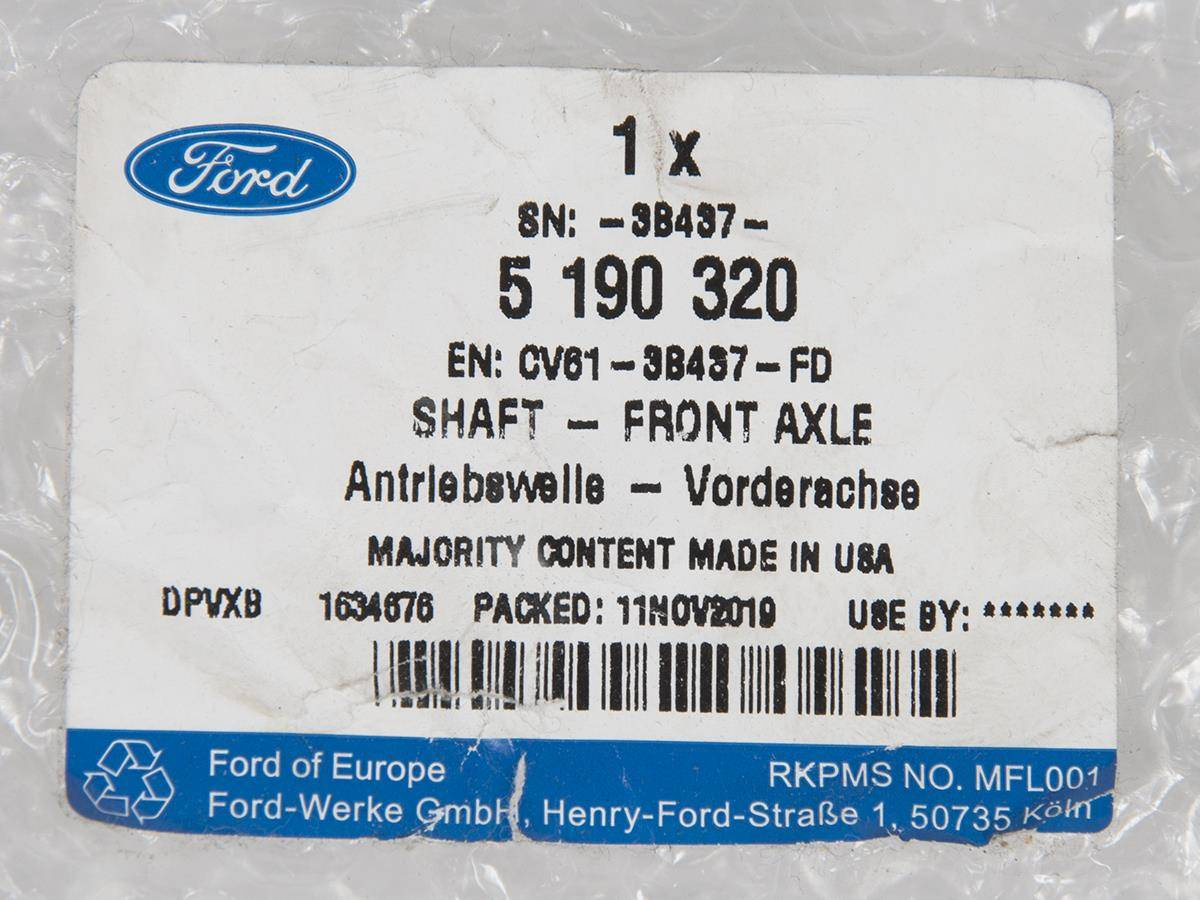 Ford
1 x
SN: -3B437-
5 190 320
EN: CV61-3B437-FD
SHAFT - FRONT AXLE
Antriebswelle - Vorderachse
MAJORITY CONTENT MADE IN USA
DPVXB 1634676 PACKED: 11NOV2019 USE BY: *******
Ford of Europe RKPMS NO. MFL001
Ford-Werke GmbH, Henry-Ford-Straße 1, 50735 Köln